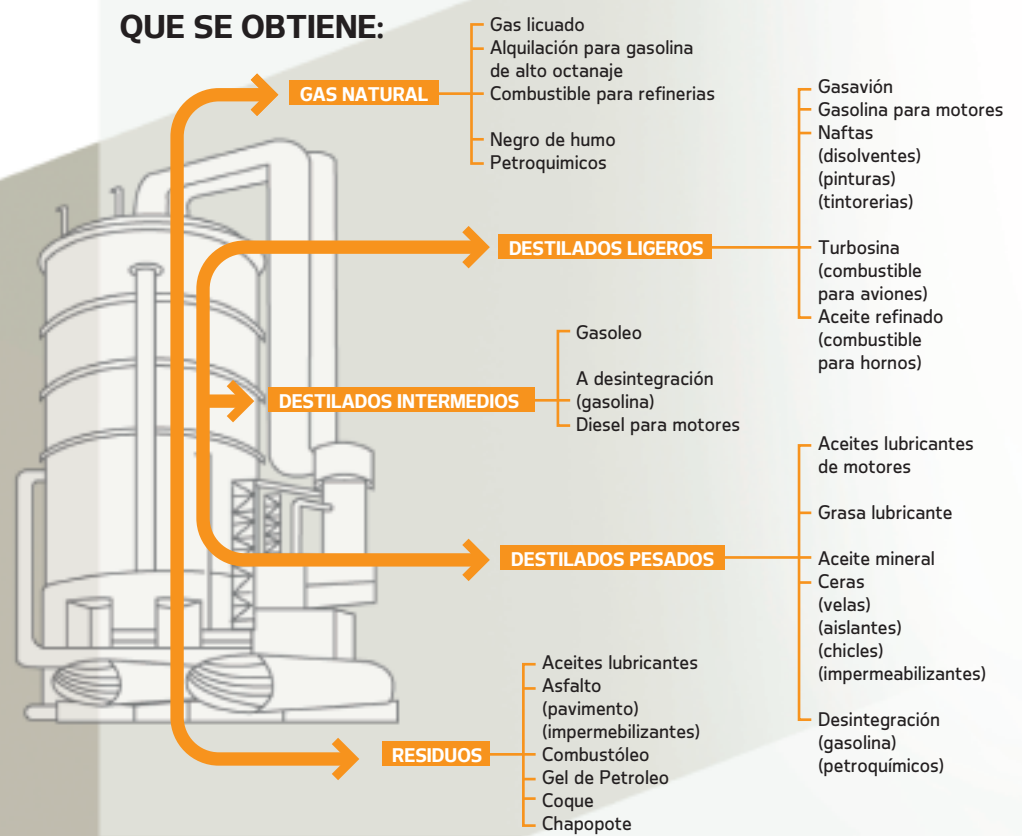 QUE SE OBTIENE:
GAS NATURAL
Gas licuado
Alquilación para gasolina
de alto octanaje
Combustible para refinerias
Negro de humo
Petroquimicos
DESTILADOS LIGEROS
Gasavión
Gasolina para motores
Naftas
(disolventes)
(pinturas)
(tintorerias)
Turbosina
(combustible
para aviones)
Aceite refinado
(combustible
para hornos)
DESTILADOS INTERMEDIOS
Gasoleo
A desintegración
(gasolina)
Diesel para motores
DESTILADOS PESADOS
Aceites lubricantes
de motores
Grasa lubricante
Aceite mineral
Ceras
(velas)
(aislantes)
(chicles)
(impermeabilizantes)
Desintegración
(gasolina)
(petroquímicos)
RESIDUOS
Aceites lubricantes
Asfalto
(pavimento)
(impermebilizantes)
Combustóleo
Gel de Petroleo
Coque
Chapopote